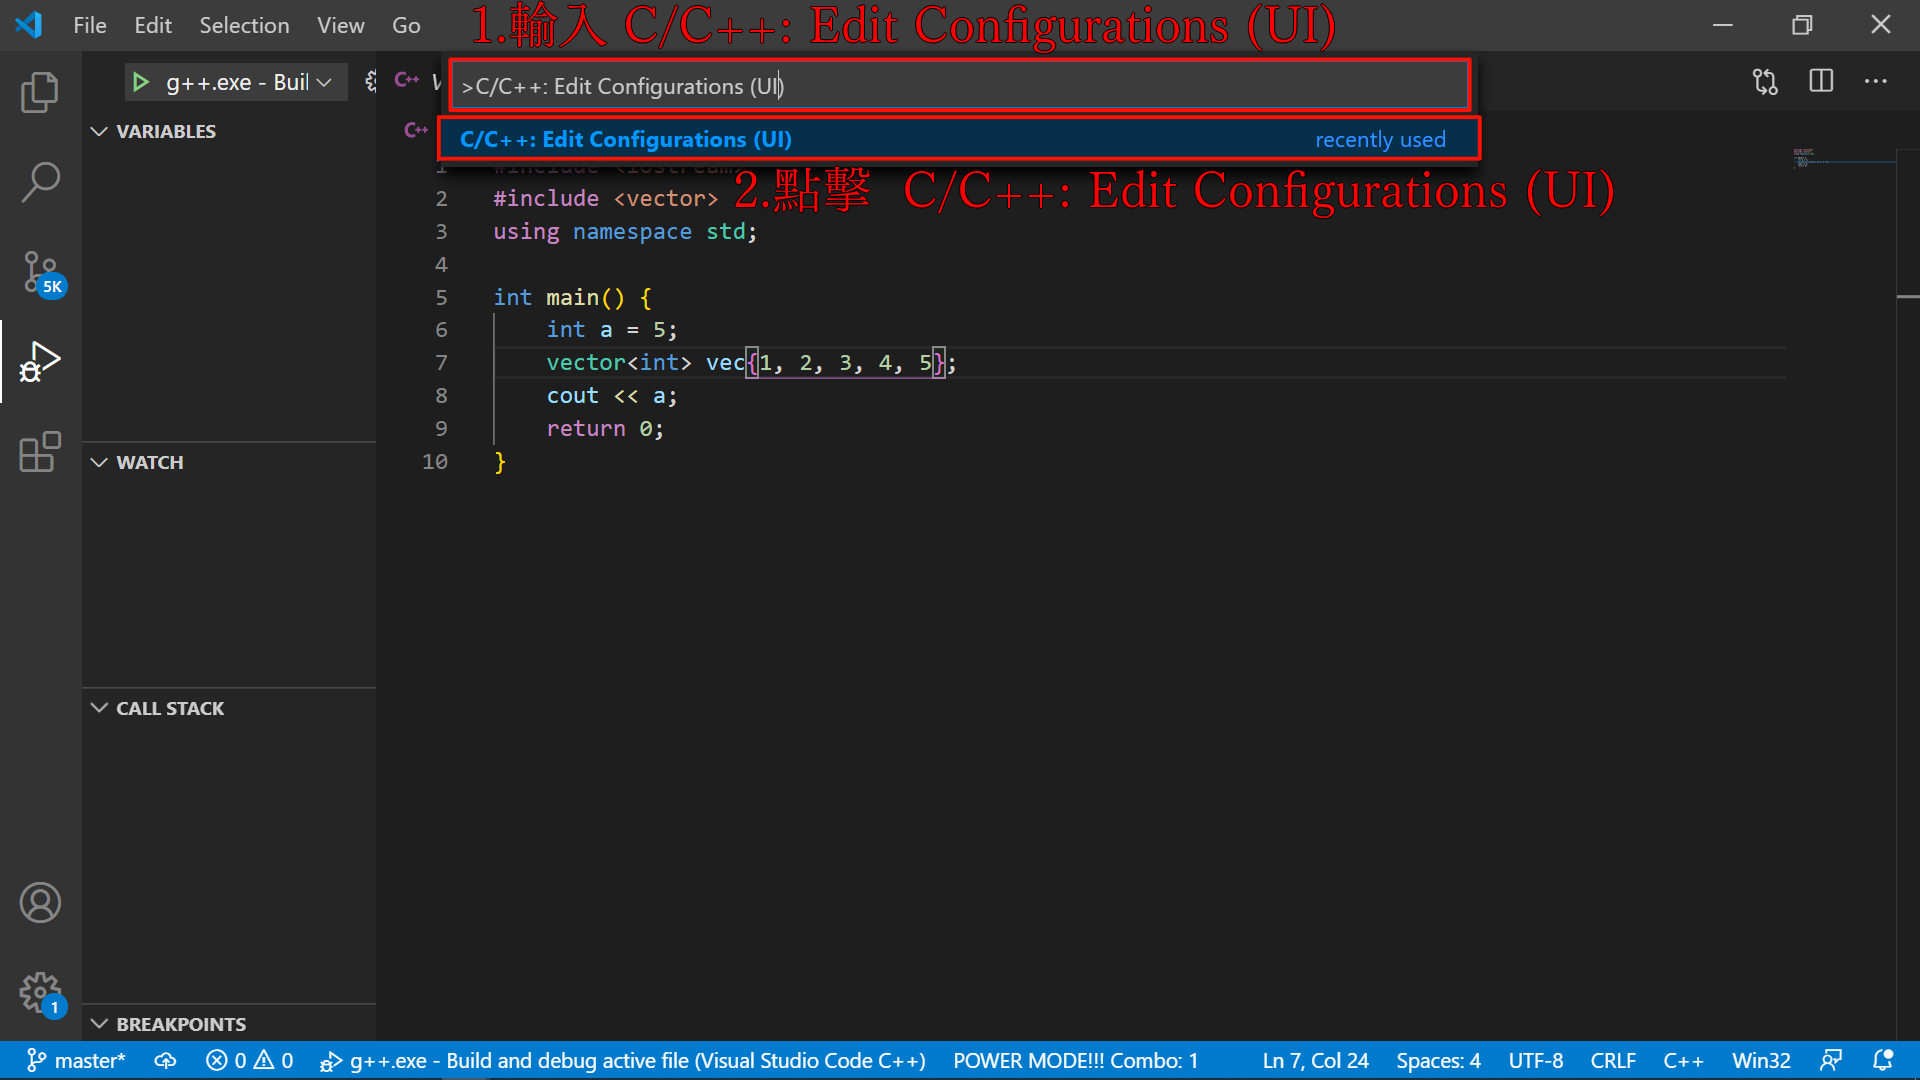 File Edit Selection View Go
1.輸入 C/C++: Edit Configurations (UI)
g++.exe - Buil
>C/C++: Edit Configurations (UI)
C/C++: Edit Configurations (UI) recently used
2.點擊 C/C++: Edit Configurations (UI)
VARIABLES
WATCH
CALL STACK
BREAKPOINTS
5K
1
1 #include <iostream>
2 #include <vector>
3 using namespace std;
4
5 int main() {
6 int a = 5;
7 vector<int> vec{1, 2, 3, 4, 5};
8 cout << a;
9 return 0;
10 }
master* 0 0 g++.exe - Build and debug active file (Visual Studio Code C++) POWER MODE!!! Combo: 1 Ln 7, Col 24 Spaces: 4 UTF-8 CRLF C++ Win32